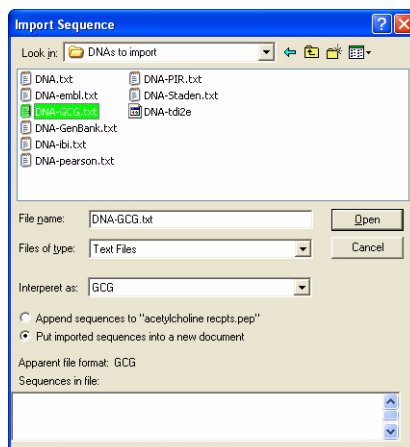 Import Sequence
Look in: DNAs to import
DNA.txt DNA-PIR.txt
DNA-embl.txt DNA-Staden.txt
DNA-GCG.txt DNA-tdi2e
DNA-GenBank.txt
DNA-ibi.txt
DNA-pearson.txt
File name: DNA-GCG.txt Open
Files of type: Text Files Cancel
Interperet as: GCG
Append sequences to "acetylcholine recpts.pep"
Put imported sequences into a new document
Apparent file format: GCG
Sequences in file: